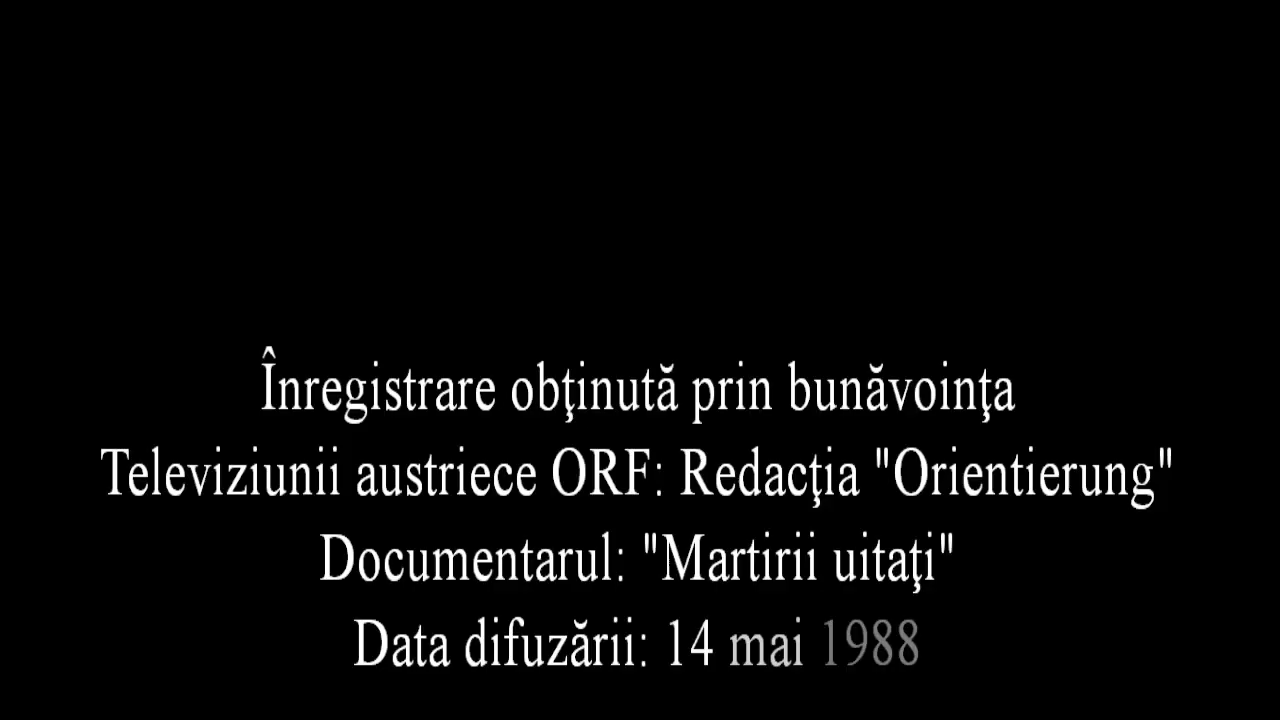 Înregistrare obţinută prin bunăvoinţa
Televiziunii austriece ORF: Redacţia "Orientierung"
Documentarul: "Martirii uitaţi"
Data difuzării: 14 mai 1988